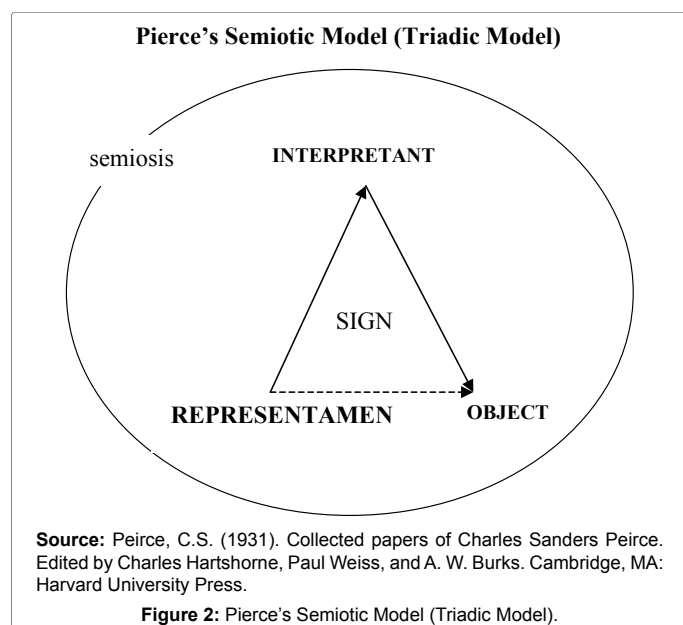 Pierce’s Semiotic Model (Triadic Model)
semiosis
INTERPRETANT
SIGN
REPRESENTAMEN
OBJECT
Source: Peirce, C.S. (1931). Collected papers of Charles Sanders Peirce.
Edited by Charles Hartshorne, Paul Weiss, and A. W. Burks. Cambridge, MA:
Harvard University Press.
Figure 2: Pierce’s Semiotic Model (Triadic Model).